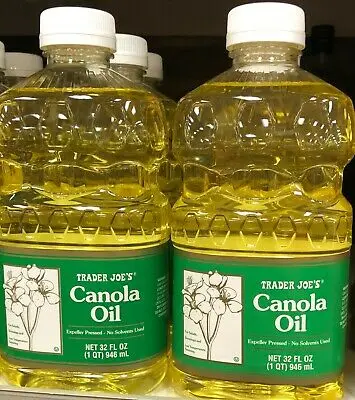 TRADER JOE'S®
Canola
Oil
Expeller Pressed - No Solvents Used
NET 32 FL OZ
(1 QT) 946 mL
TRADER JOE'S®
Canola
Oil
Expeller Pressed - No Solvents Used
NET 32 FL OZ
(1 QT) 946 mL